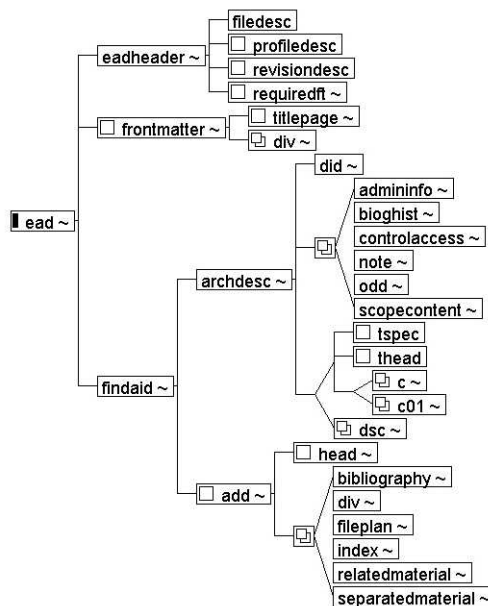 filedesc
eadheader ~
profiledesc
revisiondesc
requiredft ~
titlepage ~
frontmatter ~
div ~
did ~
admininfo ~
bioghist ~
ead ~
controlaccess ~
note ~
archdesc ~
odd ~
scopecontent ~
tspec
thead
findaid ~
c ~
c01 ~
dsc ~
head ~
bibliography ~
add ~
div ~
fileplan ~
index ~
relatedmaterial ~
separatedmaterial ~